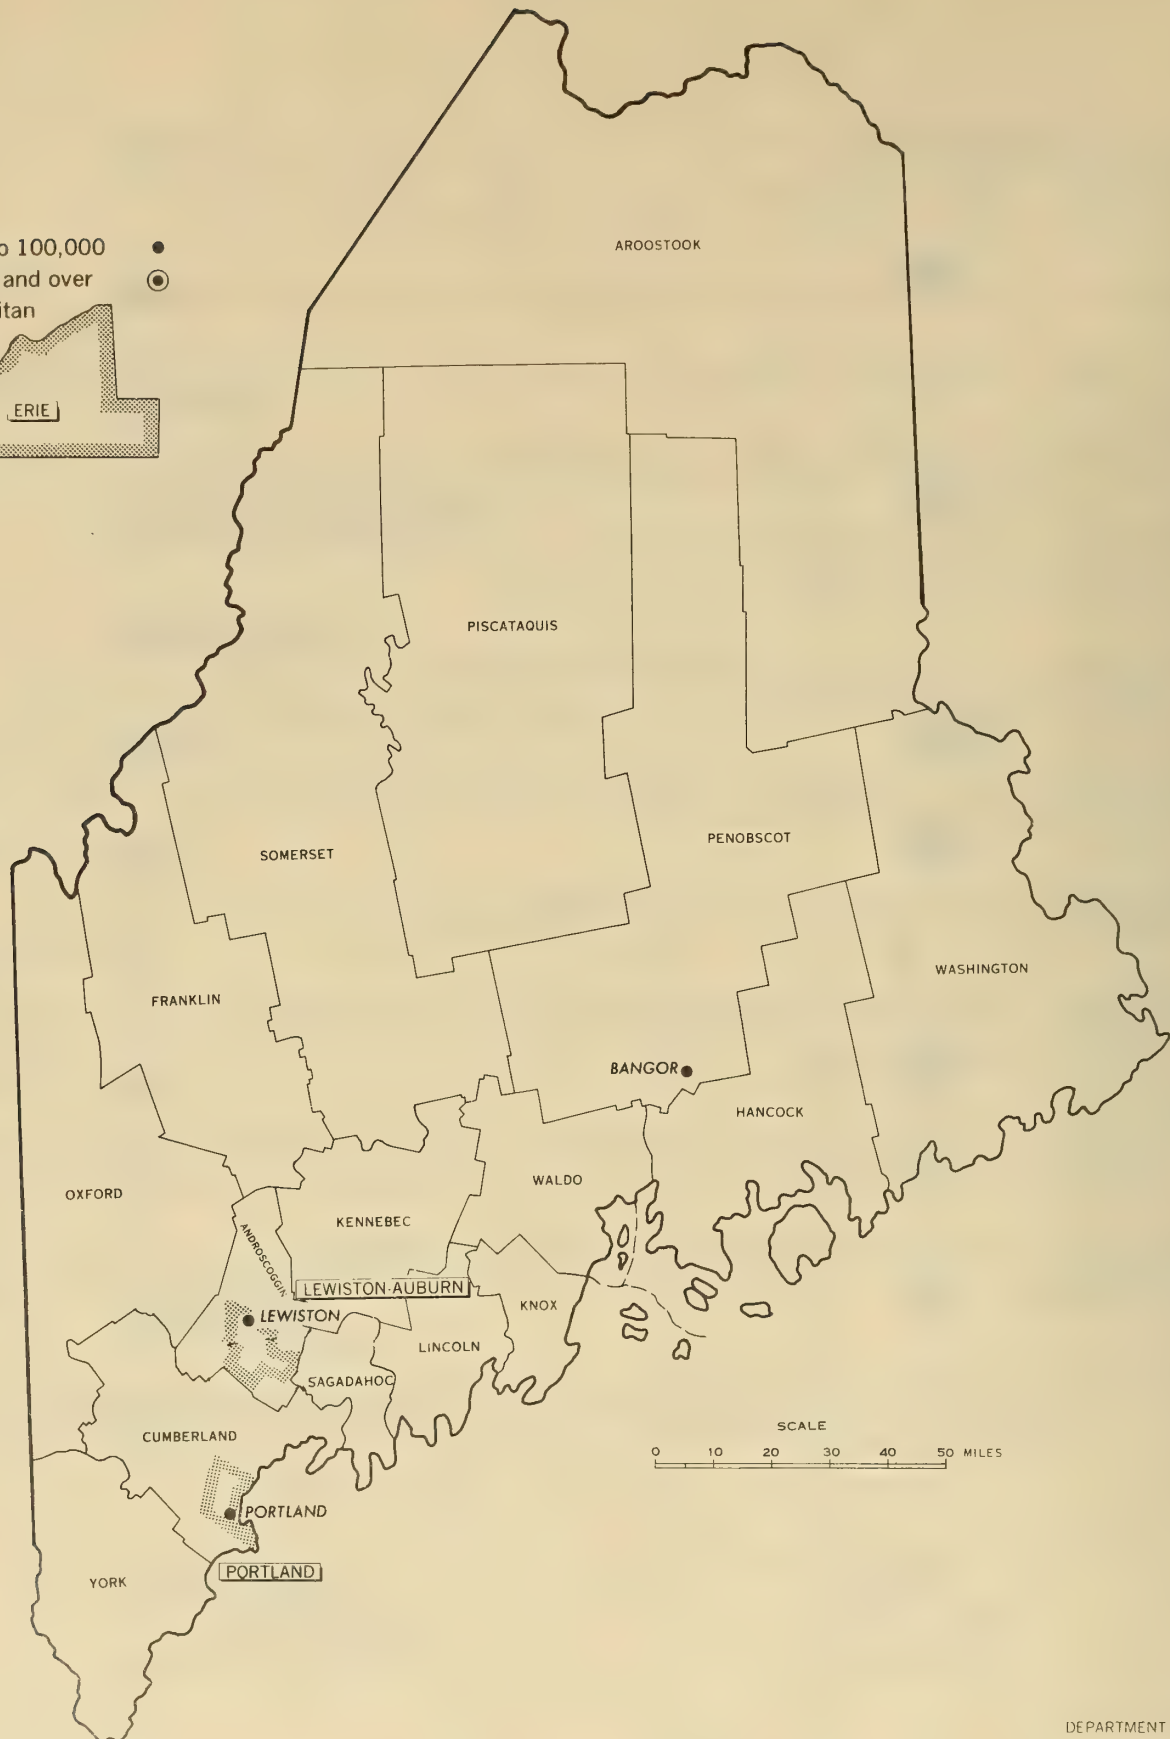 o 100,000
and over
itan
ERIE
AROOSTOOK
PISCATAQUIS
SOMERSET
PENOBSCOT
FRANKLIN
WASHINGTON
BANGOR
HANCOCK
OXFORD
WALDO
KENNEBEC
ANDROSCOGGIN
LEWISTON-AUBURN
KNOX
LEWISTON
LINCOLN
SAGADAHOC
CUMBERLAND
SCALE
0 10 20 30 40 50 MILES
PORTLAND
PORTLAND
YORK
DEPARTMENT